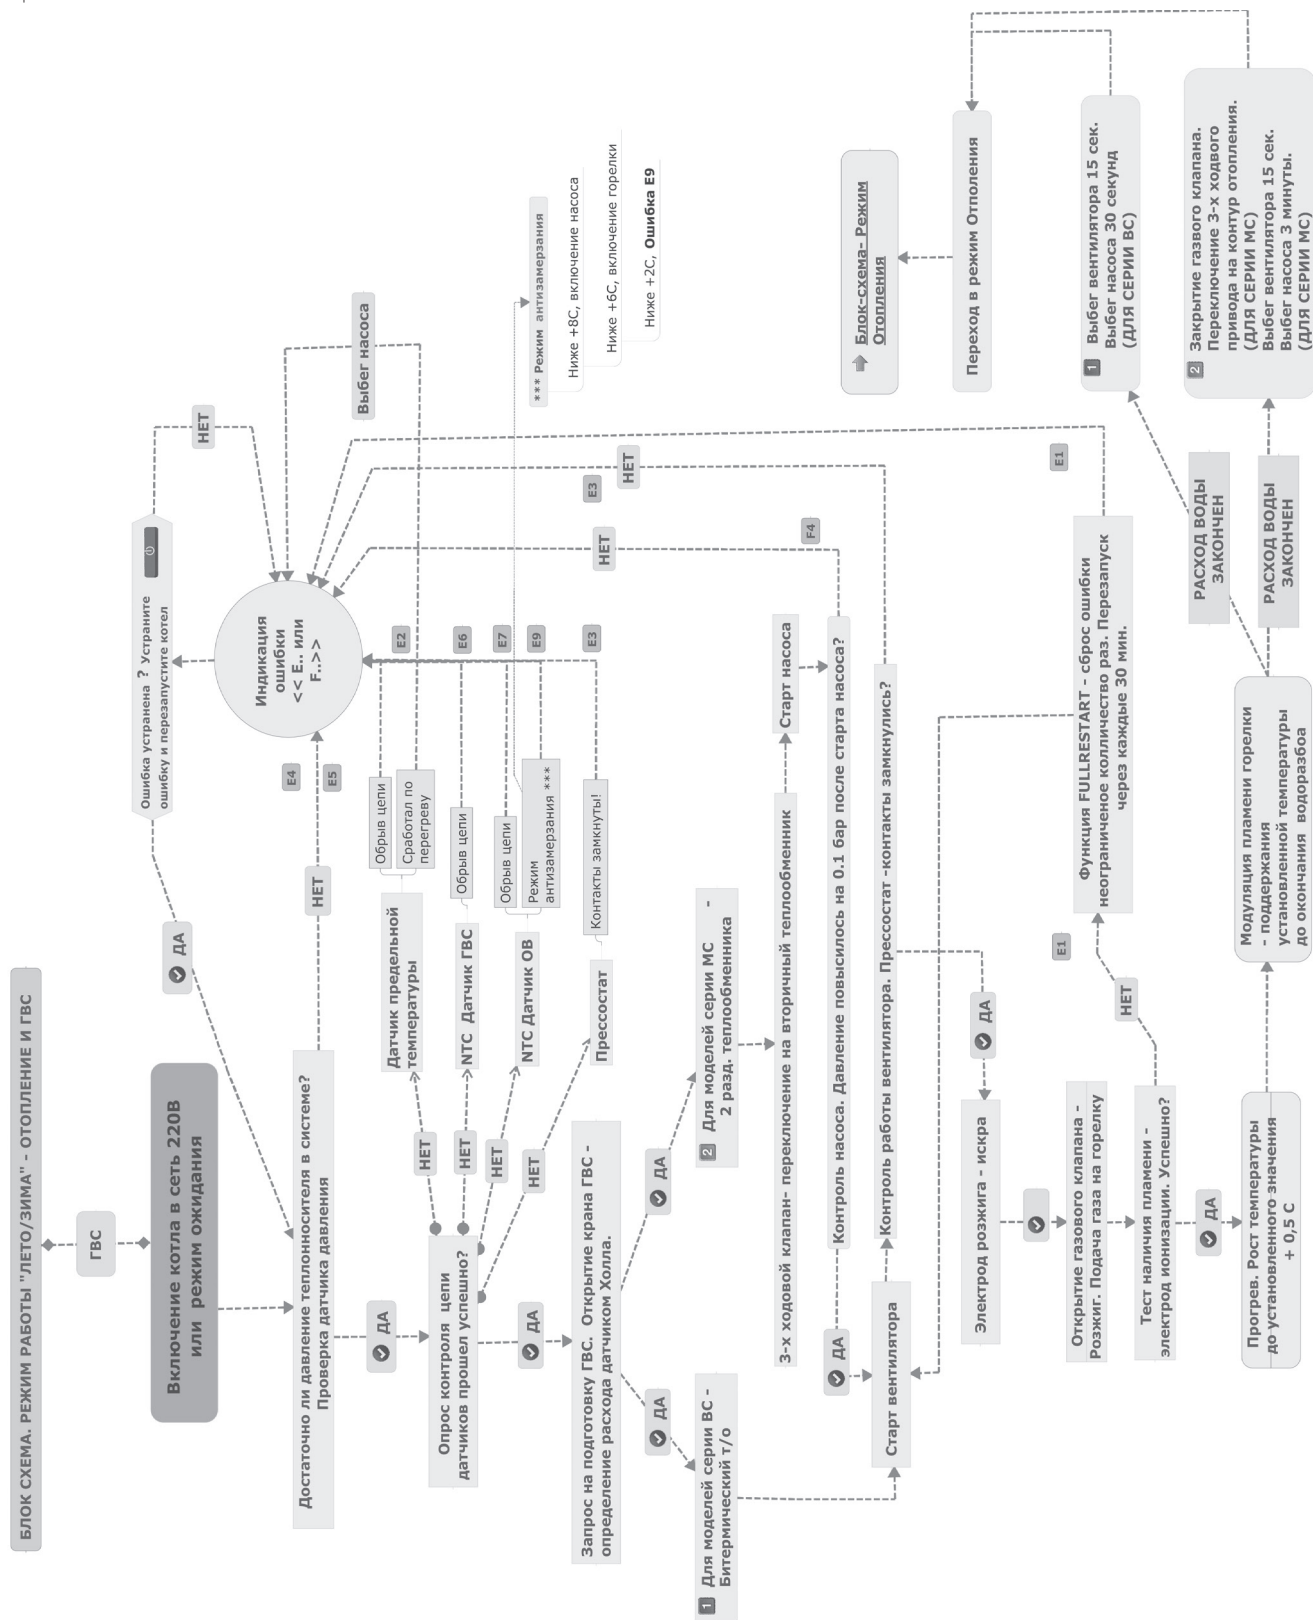 БЛОК СХЕМА. РЕЖИМ РАБОТЫ "ЛЕТО/ЗИМА" - ОТОПЛЕНИЕ И ГВС
ГВС
Включение котла в сеть 220В
или режим ожидания
Ошибка устранена ? Устраните
ошибку и перезапустите котел
НЕТ
ДА
Индикация
ошибки
<< Е.. или
F..>>
Достаточно ли давление теплонносителя в системе?
Проверка датчика давления
НЕТ
E4
E5
ДА
Выбег насоса
Опрос контроля цепи
датчиков прошел успешно?
НЕТ
НЕТ
НЕТ
НЕТ
Датчик предельной
температуры
Обрыв цепи
Сработал по
перегреву
E2
NTC Датчик ГВС
Обрыв цепи
E6
NTC Датчик ОВ
Обрыв цепи
Режим
антизамерзания ***
E7
E9
Прессостат
Контакты замкнуты!
E3
*** Режим антизамерзания
Ниже +8С, включение насоса
Ниже +6С, включение горелки
Ниже +2С, Ошибка Е9
ДА
Запрос на подготовку ГВС. Открытие крана ГВС -
определение расхода датчиком Холла.
ДА
ДА
1 Для моделей серии ВС -
Битермический т/о
2 Для моделей серии МС -
2 разд. теплообменника
3-х ходовой клапан- переключение на вторичный теплообменник
Старт насоса
Контроль насоса. Давление повысилось на 0.1 бар после старта насоса?
НЕТ
F4
ДА
Старт вентилятора
Контроль работы вентилятора. Прессостат -контакты замкнулись?
НЕТ
E3
ДА
Электрод розжига - искра
Открытие газового клапана -
Розжиг. Подача газа на горелку
Тест наличия пламени -
электрод ионизации. Успешно?
НЕТ
E1
Функция FULLRESTART - сброс ошибки
неограниченое колличество раз. Перезапуск
через каждые 30 мин.
E1
ДА
Прогрев. Рост температуры
до установленного значения
+ 0,5 С
Модуляция пламени горелки
- поддержания
установленной температуры
до окончания водоразбоа
РАСХОД ВОДЫ
ЗАКОНЧЕН
РАСХОД ВОДЫ
ЗАКОНЧЕН
1 Выбег вентилятора 15 сек.
Выбег насоса 30 секунд
(ДЛЯ СЕРИИ ВС)
2 Закрытие газвого клапана.
Переключение 3-х ходвого
привода на контур отопления.
(ДЛЯ СЕРИИ МС)
Выбег вентилятора 15 сек.
Выбег насоса 3 минуты.
(ДЛЯ СЕРИИ МС)
Переход в режим Отполения
Блок-схема- Режим
Отопления